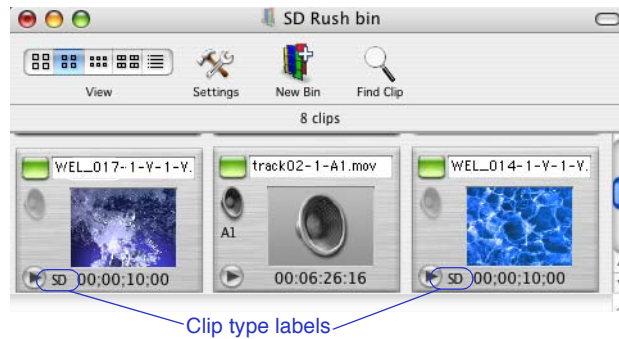 SD Rush bin
View
Settings
New Bin
Find Clip
8 clips
WEL_017-1-V-1-V.
track02-1-A1.mov
WEL_014-1-V-1-V.
A1
SD 00;00;10;00
00:06:26:16
SD 00;00;10;00
Clip type labels